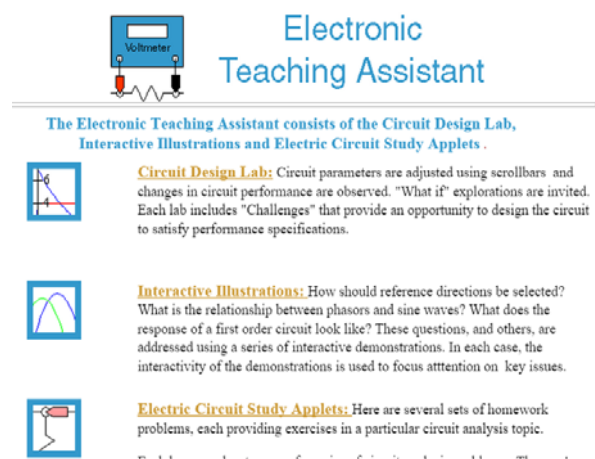 Voltmeter
Electronic
Teaching Assistant
The Electronic Teaching Assistant consists of the Circuit Design Lab,
Interactive Illustrations and Electric Circuit Study Applets .
6
4
Circuit Design Lab: Circuit parameters are adjusted using scrollbars and
changes in circuit performance are observed. "What if" explorations are invited.
Each lab includes "Challenges" that provide an opportunity to design the circuit
to satisfy performance specifications.
Interactive Illustrations: How should reference directions be selected?
What is the relationship between phasors and sine waves? What does the
response of a first order circuit look like? These questions, and others, are
addressed using a series of interactive demonstrations. In each case, the
interactivity of the demonstrations is used to focus atttention on key issues.
Electric Circuit Study Applets: Here are several sets of homework
problems, each providing exercises in a particular circuit analysis topic.